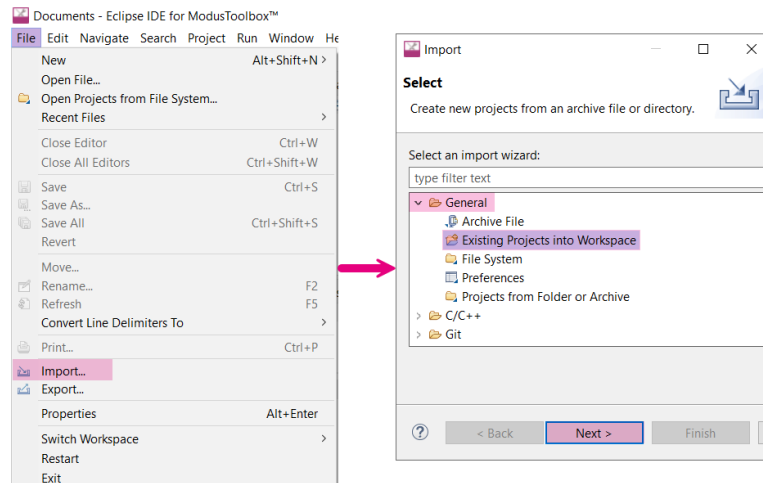 Documents - Eclipse IDE for ModusToolbox™
File Edit Navigate Search Project Run Window He
New Alt+Shift+N >
Open File...
Open Projects from File System...
Recent Files >
Close Editor Ctrl+W
Close All Editors Ctrl+Shift+W
Save Ctrl+S
Save As...
Save All Ctrl+Shift+S
Revert
Move...
Rename... F2
Refresh F5
Convert Line Delimiters To >
Print... Ctrl+P
Import...
Export...
Properties Alt+Enter
Switch Workspace >
Restart
Exit
Import
Select
Create new projects from an archive file or directory.
Select an import wizard:
type filter text
General
Archive File
Existing Projects into Workspace
File System
Preferences
Projects from Folder or Archive
> C/C++
> Git
? < Back Next > Finish